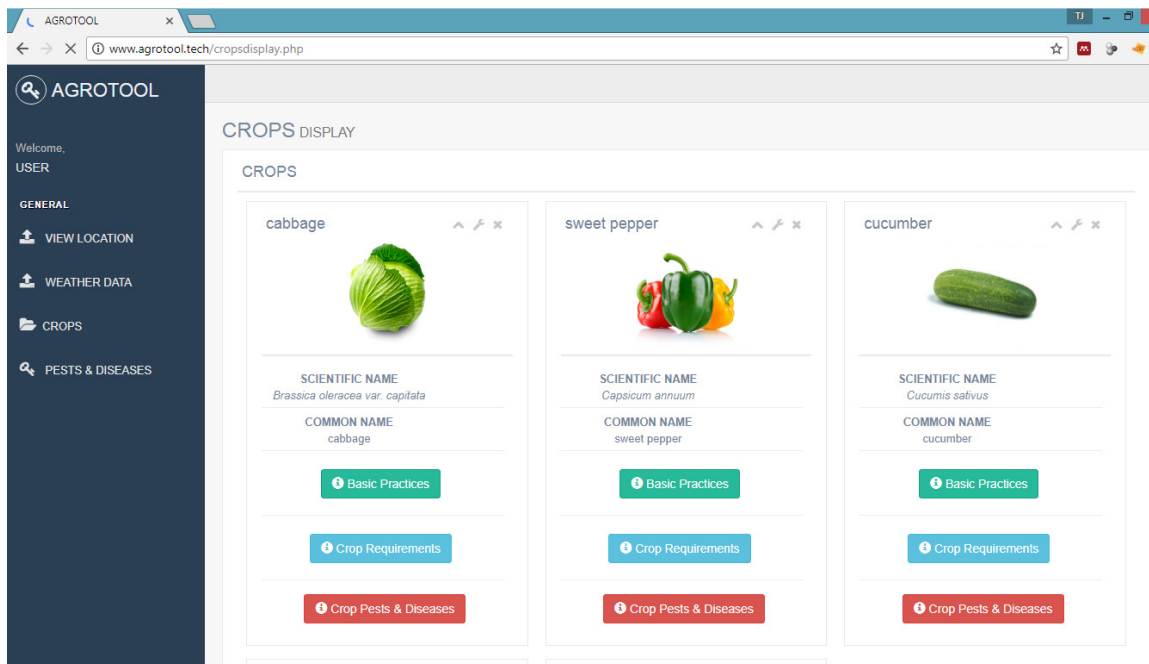 AGROTOOL
TJ
www.agrotool.tech/cropsdisplay.php
AGROTOOL
Welcome,
USER
GENERAL
VIEW LOCATION
WEATHER DATA
CROPS
PESTS & DISEASES
CROPS DISPLAY
CROPS
cabbage
SCIENTIFIC NAME
Brassica oleracea var. capitata
COMMON NAME
cabbage
Basic Practices
Crop Requirements
Crop Pests & Diseases
sweet pepper
SCIENTIFIC NAME
Capsicum annuum
COMMON NAME
sweet pepper
Basic Practices
Crop Requirements
Crop Pests & Diseases
cucumber
SCIENTIFIC NAME
Cucumis sativus
COMMON NAME
cucumber
Basic Practices
Crop Requirements
Crop Pests & Diseases